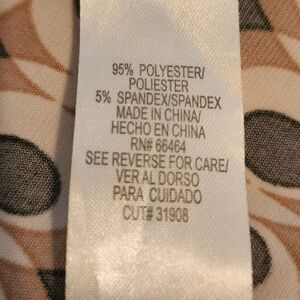 95% POLYESTER/
POLIESTER
5% SPANDEX/SPANDEX
MADE IN CHINA/
HECHO EN CHINA
RN# 66464
SEE REVERSE FOR CARE/
VER AL DORSO
PARA CUIDADO
CUT# 31908